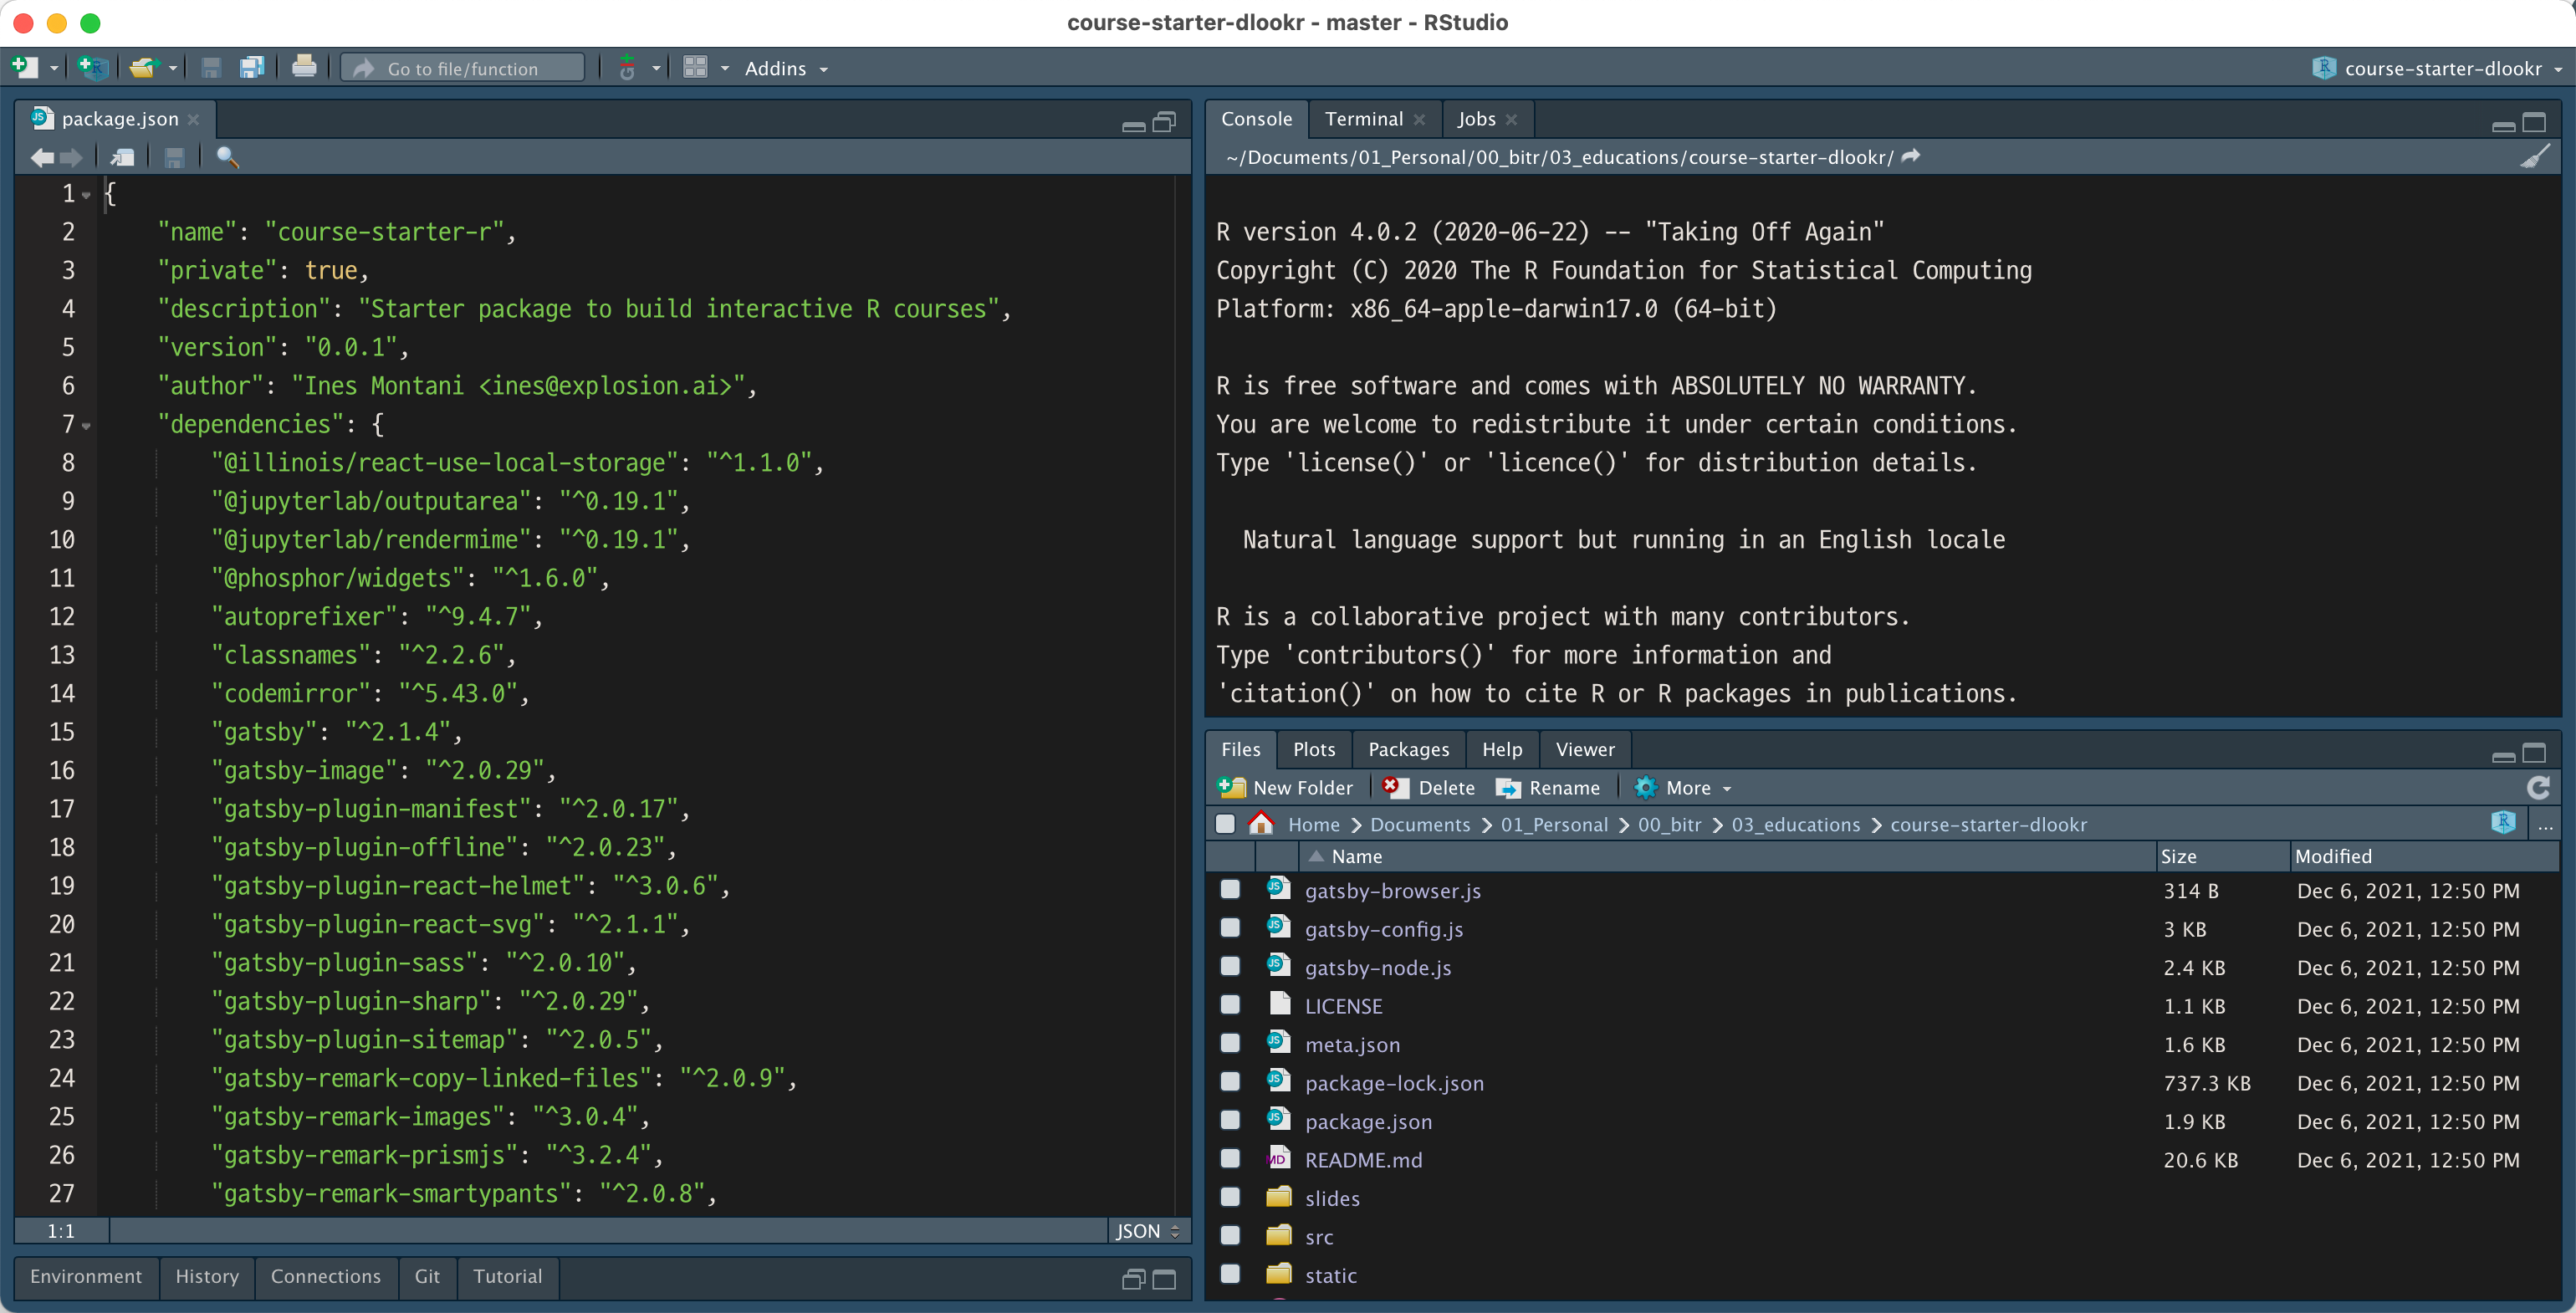 course-starter-dlookr - master - RStudio
Go to file/function
Addins
course-starter-dlookr
package.json
1 {
2 "name": "course-starter-r",
3 "private": true,
4 "description": "Starter package to build interactive R courses",
5 "version": "0.0.1",
6 "author": "Ines Montani <ines@explosion.ai>",
7 "dependencies": {
8 "@illinois/react-use-local-storage": "^1.1.0",
9 "@jupyterlab/outputarea": "^0.19.1",
10 "@jupyterlab/rendermime": "^0.19.1",
11 "@phosphor/widgets": "^1.6.0",
12 "autoprefixer": "^9.4.7",
13 "classnames": "^2.2.6",
14 "codemirror": "^5.43.0",
15 "gatsby": "^2.1.4",
16 "gatsby-image": "^2.0.29",
17 "gatsby-plugin-manifest": "^2.0.17",
18 "gatsby-plugin-offline": "^2.0.23",
19 "gatsby-plugin-react-helmet": "^3.0.6",
20 "gatsby-plugin-react-svg": "^2.1.1",
21 "gatsby-plugin-sass": "^2.0.10",
22 "gatsby-plugin-sharp": "^2.0.29",
23 "gatsby-plugin-sitemap": "^2.0.5",
24 "gatsby-remark-copy-linked-files": "^2.0.9",
25 "gatsby-remark-images": "^3.0.4",
26 "gatsby-remark-prismjs": "^3.2.4",
27 "gatsby-remark-smartypants": "^2.0.8",
1:1 JSON
Environment History Connections Git Tutorial
Console Terminal Jobs
~/Documents/01_Personal/00_bitr/03_educations/course-starter-dlookr/
R version 4.0.2 (2020-06-22) -- "Taking Off Again"
Copyright (C) 2020 The R Foundation for Statistical Computing
Platform: x86_64-apple-darwin17.0 (64-bit)
R is free software and comes with ABSOLUTELY NO WARRANTY.
You are welcome to redistribute it under certain conditions.
Type 'license()' or 'licence()' for distribution details.
Natural language support but running in an English locale
R is a collaborative project with many contributors.
Type 'contributors()' for more information and
'citation()' on how to cite R or R packages in publications.
Files Plots Packages Help Viewer
New Folder Delete Rename More
Home Documents 01_Personal 00_bitr 03_educations course-starter-dlookr ...
Name Size Modified
gatsby-browser.js 314 B Dec 6, 2021, 12:50 PM
gatsby-config.js 3 KB Dec 6, 2021, 12:50 PM
gatsby-node.js 2.4 KB Dec 6, 2021, 12:50 PM
LICENSE 1.1 KB Dec 6, 2021, 12:50 PM
meta.json 1.6 KB Dec 6, 2021, 12:50 PM
package-lock.json 737.3 KB Dec 6, 2021, 12:50 PM
package.json 1.9 KB Dec 6, 2021, 12:50 PM
README.md 20.6 KB Dec 6, 2021, 12:50 PM
slides
src
static